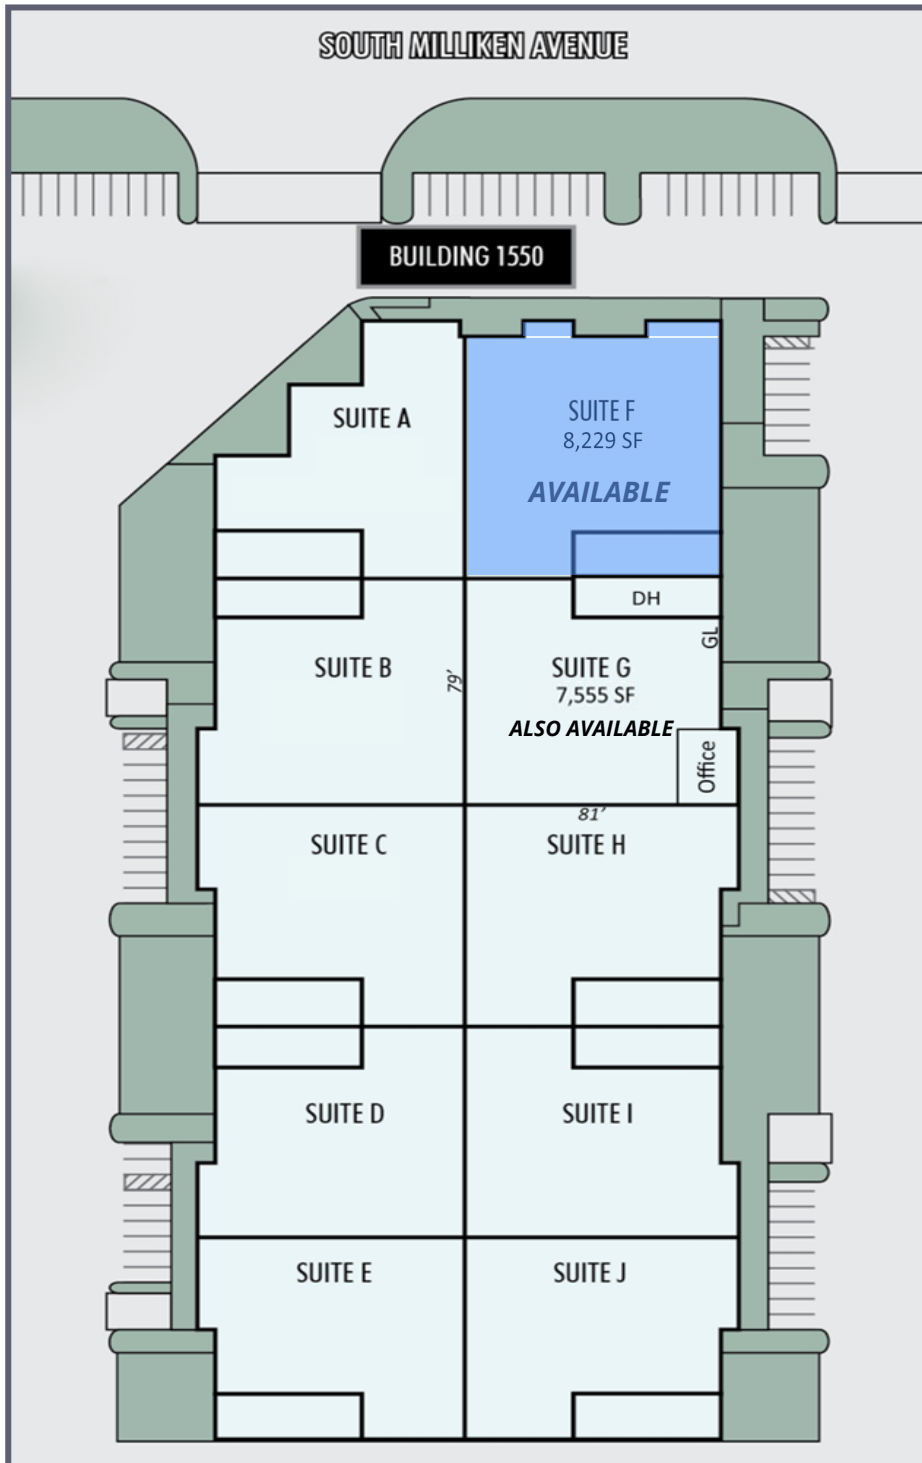 SOUTH MILLIKEN AVENUE
BUILDING 1550
SUITE A
SUITE F
8,229 SF
AVAILABLE
DH
GL
SUITE B
79'
SUITE G
7,555 SF
ALSO AVAILABLE
Office
81'
SUITE C
SUITE H
SUITE D
SUITE I
SUITE E
SUITE J